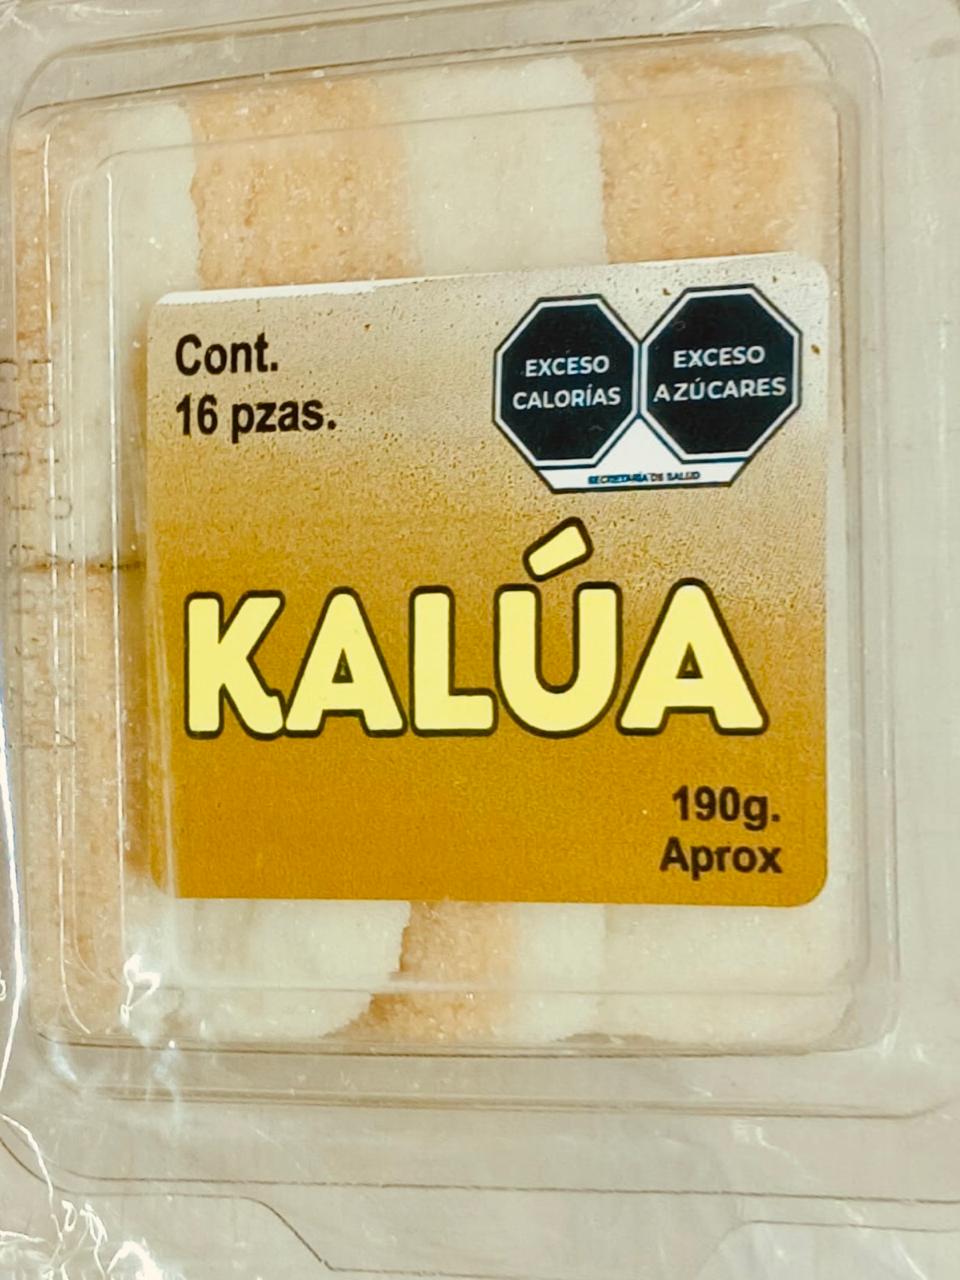 Cont.
16 pzas.
EXCESO
CALORÍAS
EXCESO
AZÚCARES
SECRETARÍA DE SALUD
KALÚA
190g.
Aprox